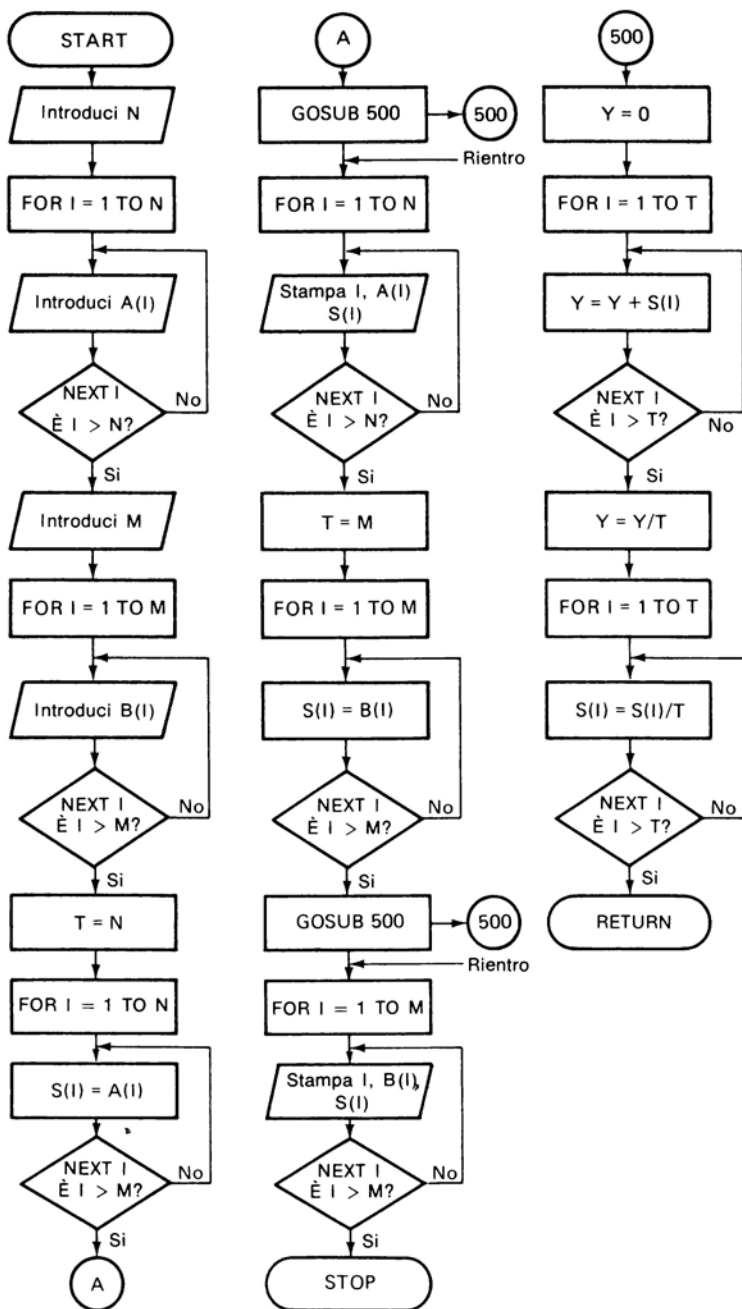 START
Introduci N
FOR I = 1 TO N
Introduci A(I)
NEXT I
È I > N?
No
Si
Introduci M
FOR I = 1 TO M
Introduci B(I)
NEXT I
È I > M?
No
Si
T = N
FOR I = 1 TO N
S(I) = A(I)
NEXT I
È I > M?
No
Si
A
A
GOSUB 500
500
Rientro
FOR I = 1 TO N
Stampa I, A(I)
S(I)
NEXT I
È I > N?
No
Si
T = M
FOR I = 1 TO M
S(I) = B(I)
NEXT I
È I > M?
No
Si
GOSUB 500
500
Rientro
FOR I = 1 TO M
Stampa I, B(I),
S(I)
NEXT I
È I > M?
No
Si
STOP
500
Y = 0
FOR I = 1 TO T
Y = Y + S(I)
NEXT I
È I > T?
No
Si
Y = Y/T
FOR I = 1 TO T
S(I) = S(I)/T
NEXT I
È I > T?
No
Si
RETURN